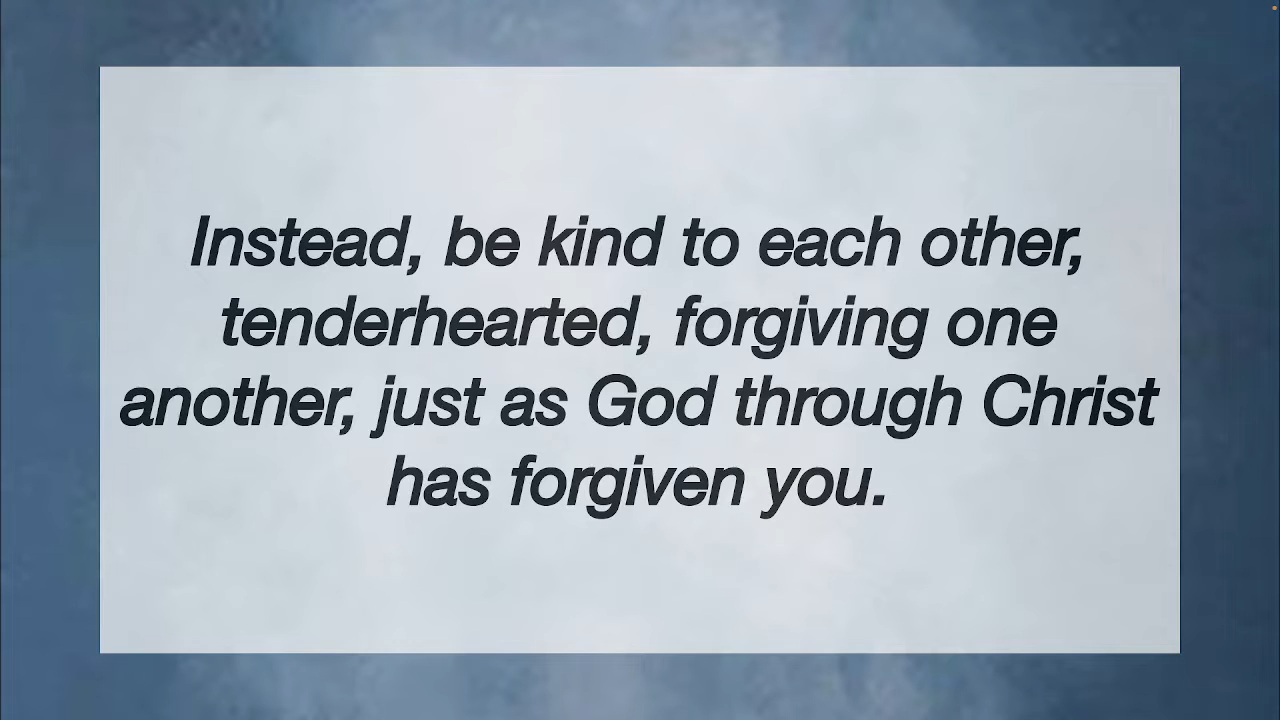 Instead, be kind to each other,
tenderhearted, forgiving one
another, just as God through Christ
has forgiven you.